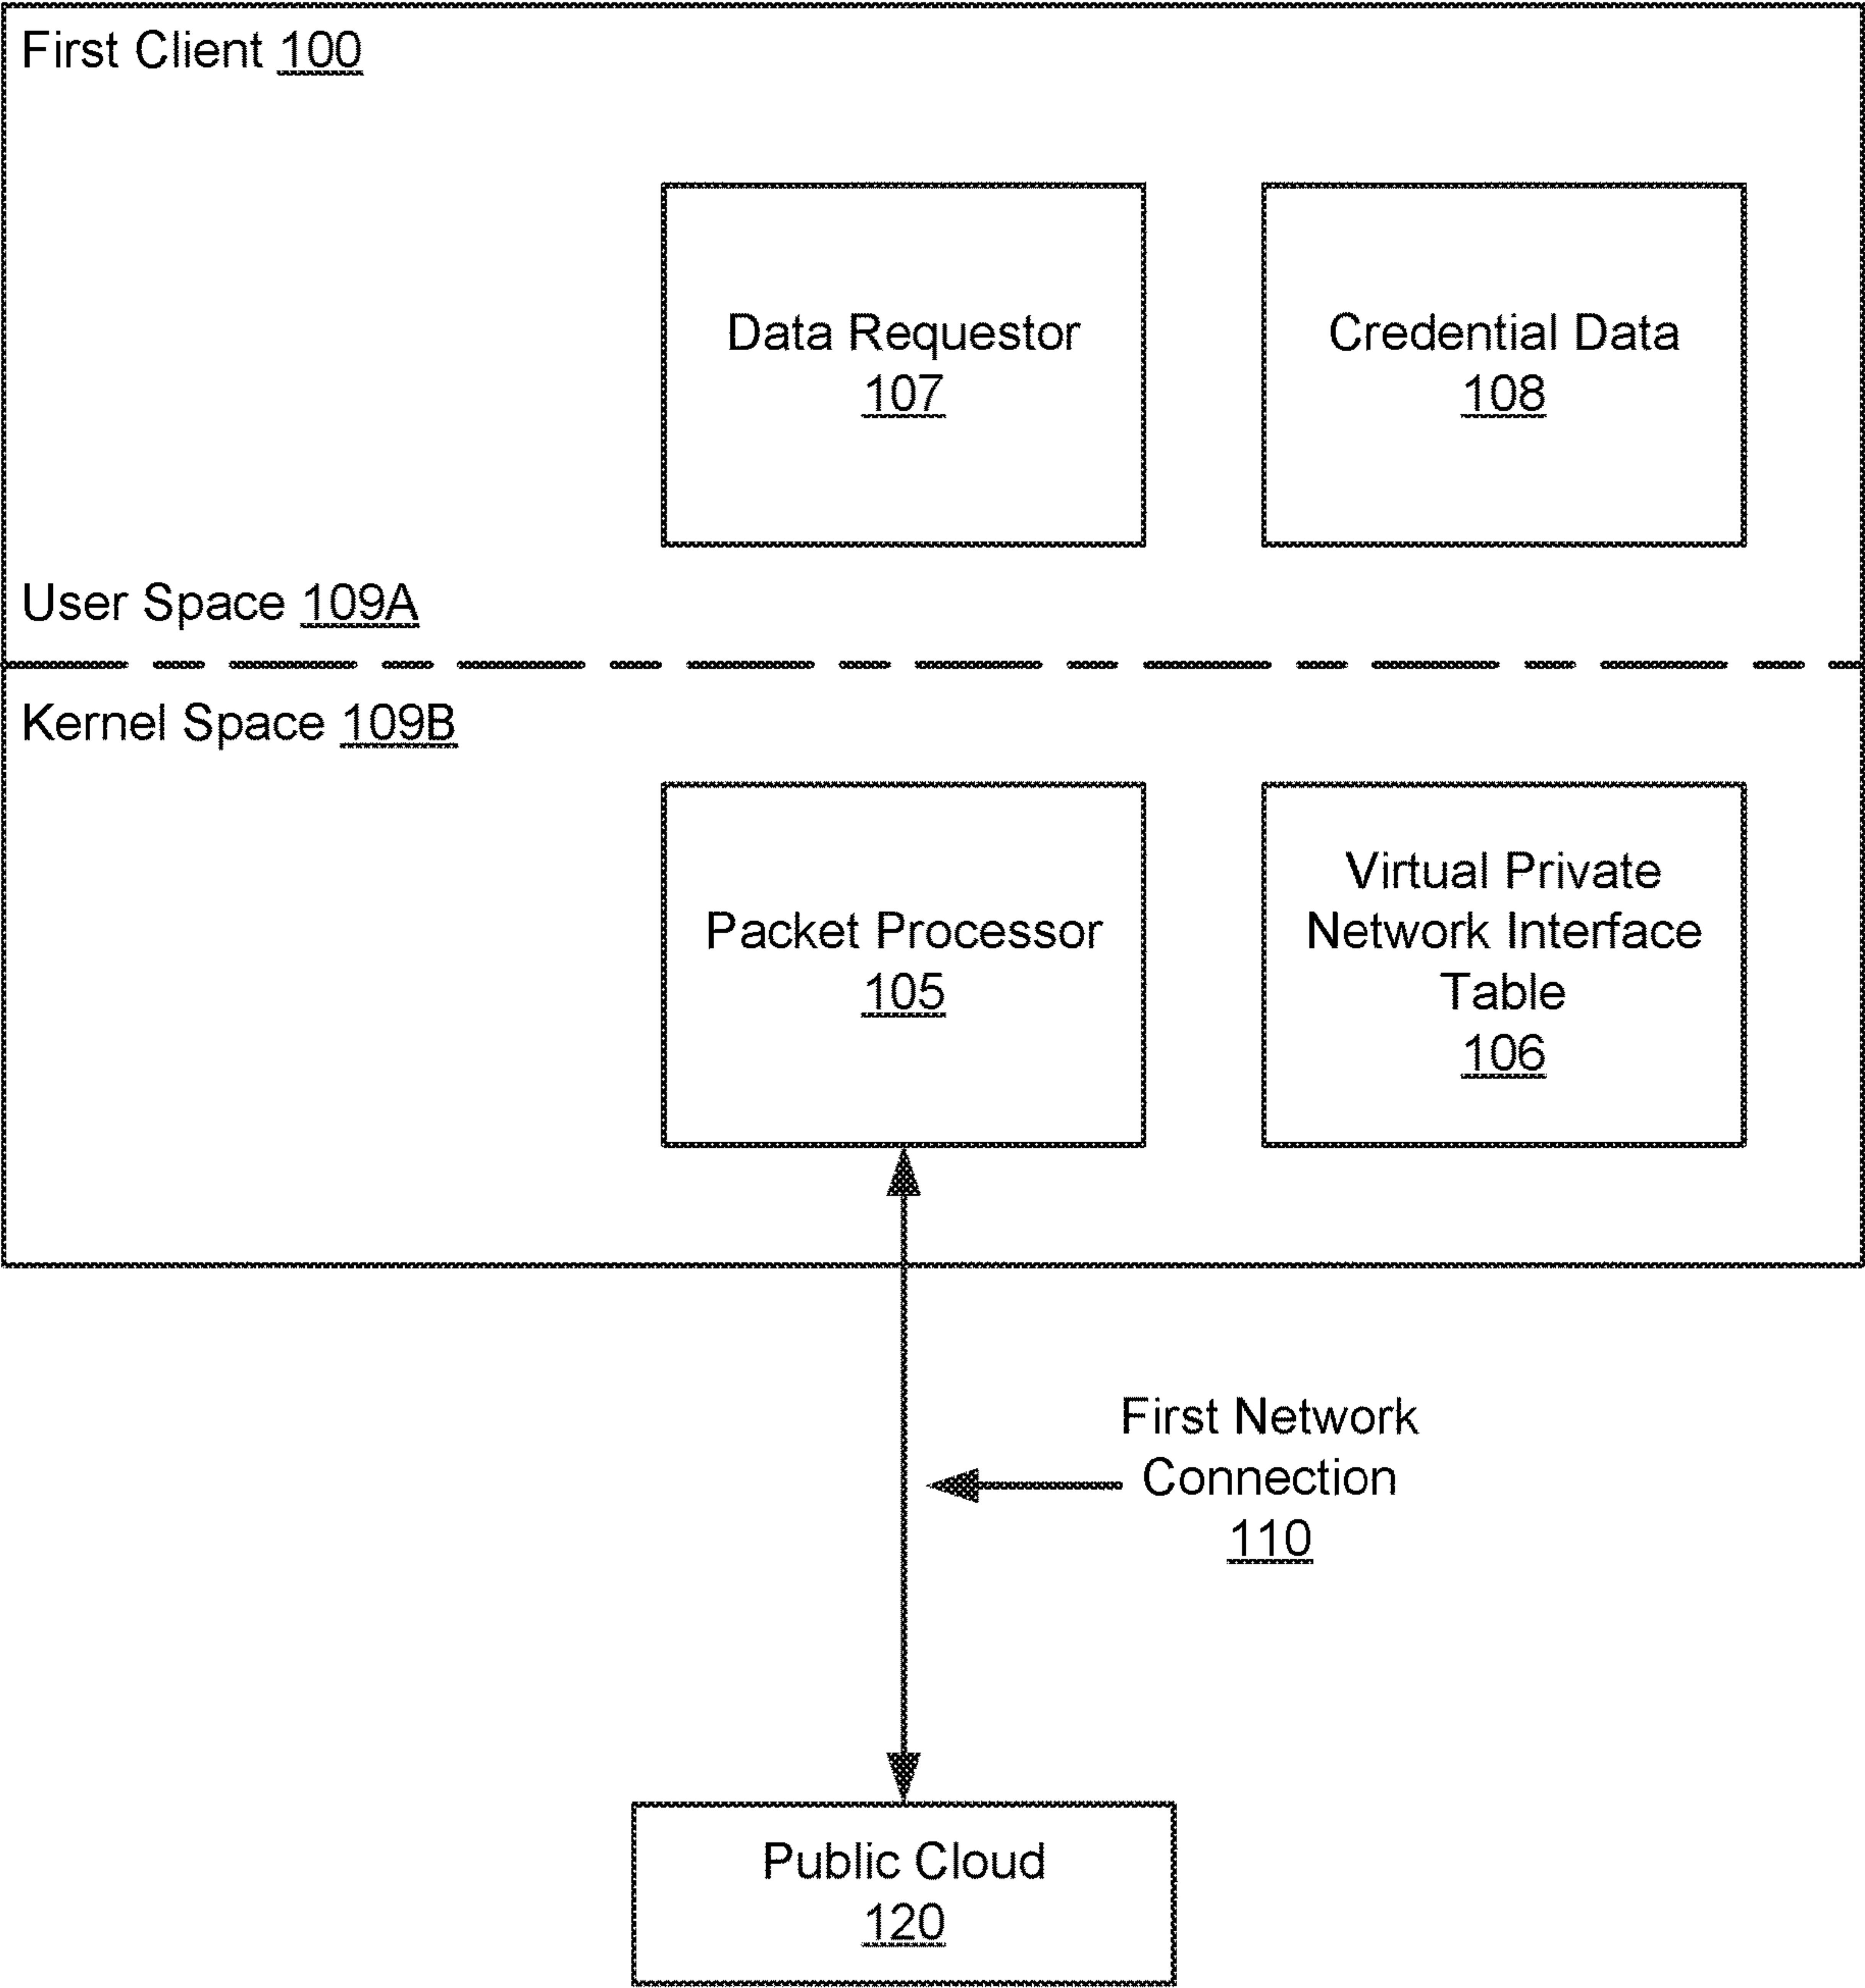 First Client 100
Data Requestor
107
Credential Data
108
User Space 109A
Kernel Space 109B
Packet Processor
105
Virtual Private
Network Interface
Table
106
First Network
Connection
110
Public Cloud
120